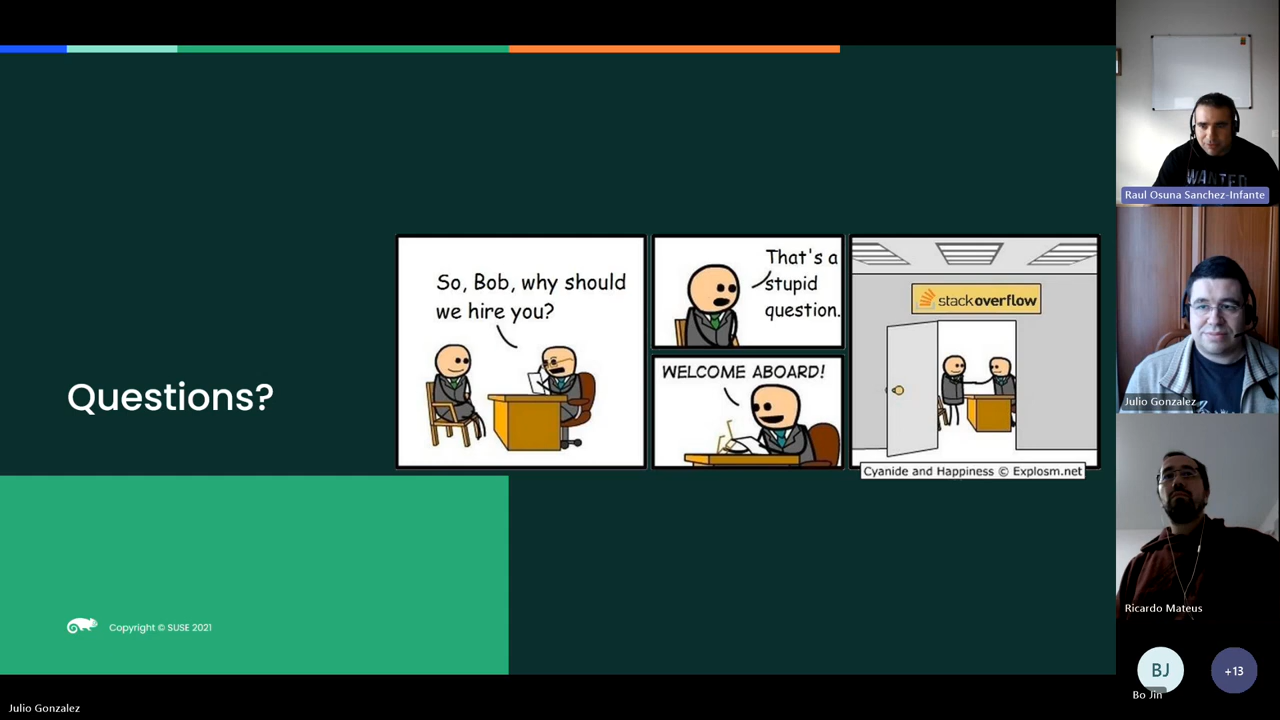 Questions?
So, Bob, why should
we hire you?
That's a
stupid
question.
WELCOME ABOARD!
stackoverflow
Cyanide and Happiness © Explosm.net
Copyright © SUSE 2021
WANTED
Raul Osuna Sanchez-Infante
Julio Gonzalez
Ricardo Mateus
BJ
+13
Bo Jin
Julio Gonzalez